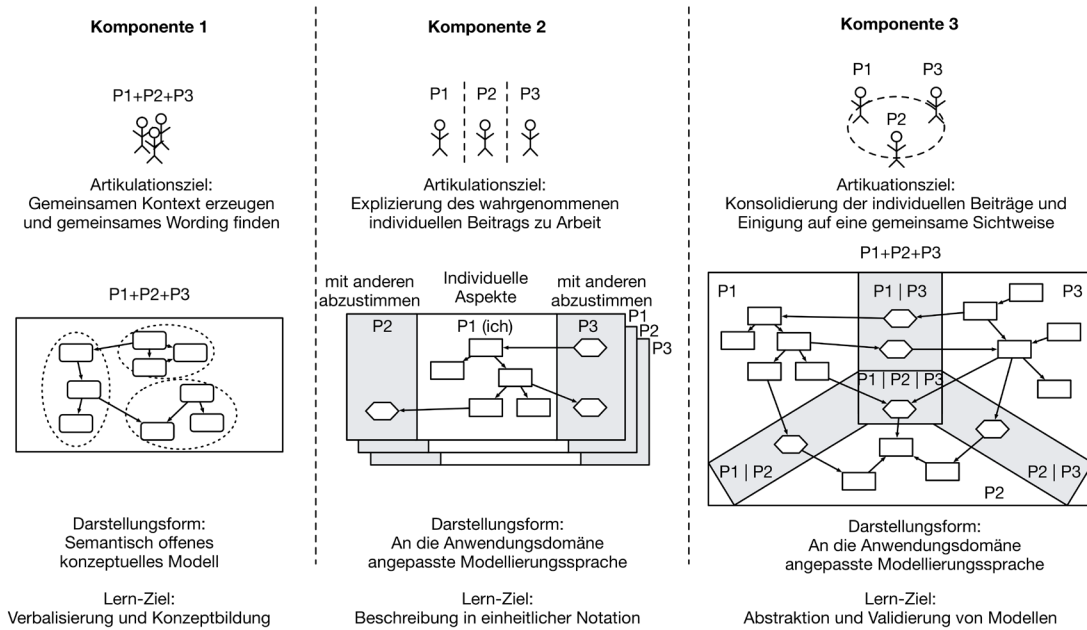 Komponente 1
P1+P2+P3
Artikulationsziel:
Gemeinsamen Kontext erzeugen
und gemeinsames Wording finden
P1+P2+P3
Darstellungsform:
Semantisch offenes
konzeptuelles Modell
Lern-Ziel:
Verbalisierung und Konzeptbildung
Komponente 2
P1
P2
P3
Artikulationsziel:
Explizierung des wahrgenommenen
individuellen Beitrags zu Arbeit
mit anderen
abzustimmen
Individuelle
Aspekte
mit anderen
abzustimmen
P2
P1 (ich)
P3
P1
P2
P3
Darstellungsform:
An die Anwendungsdomäne
angepasste Modellierungssprache
Lern-Ziel:
Beschreibung in einheitlicher Notation
Komponente 3
P1
P3
P2
Artikuationsziel:
Konsolidierung der individuellen Beiträge und
Einigung auf eine gemeinsame Sichtweise
P1+P2+P3
P1
P1 | P3
P3
P1 | P2 | P3
P1 | P2
P2 | P3
P2
Darstellungsform:
An die Anwendungsdomäne
angepasste Modellierungssprache
Lern-Ziel:
Abstraktion und Validierung von Modellen